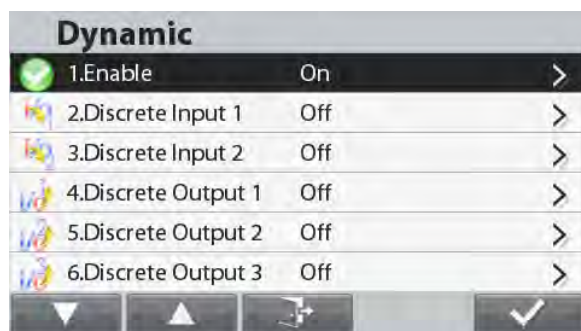 Dynamic
1.Enable On
2.Discrete Input 1 Off
3.Discrete Input 2 Off
4.Discrete Output 1 Off
5.Discrete Output 2 Off
6.Discrete Output 3 Off